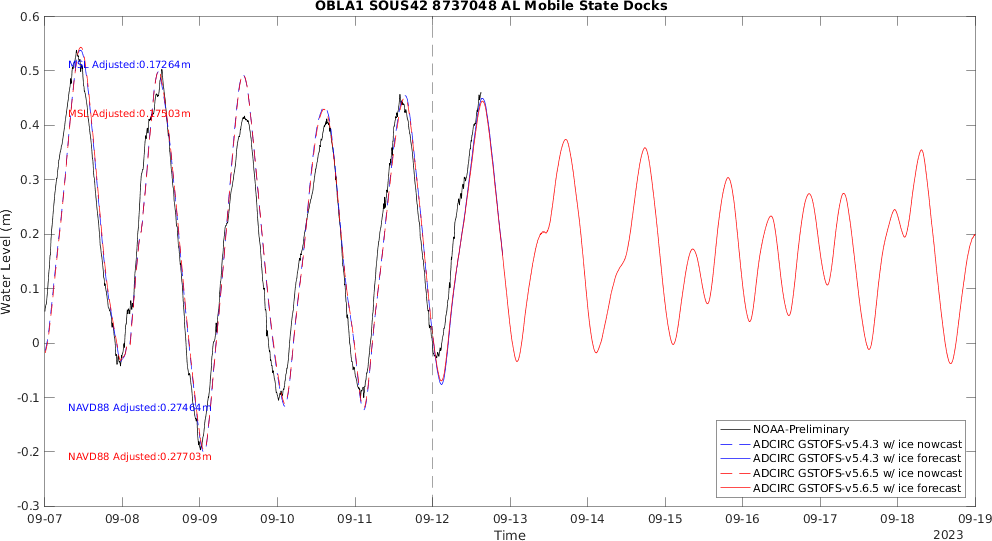 OBLA1 SOUS42 8737048 AL Mobile State Docks
0.6
0.5
0.4
0.3
0.2
0.1
0
-0.1
-0.2
-0.3
Water Level (m)
MSL Adjusted:0.17264m
MSL Adjusted:0.17503m
NAVD88 Adjusted:0.27464m
NAVD88 Adjusted:0.27703m
NOAA-Preliminary
ADCIRC GSTOFS-v5.4.3 w/ ice nowcast
ADCIRC GSTOFS-v5.4.3 w/ ice forecast
ADCIRC GSTOFS-v5.6.5 w/ ice nowcast
ADCIRC GSTOFS-v5.6.5 w/ ice forecast
09-07 09-08 09-09 09-10 09-11 09-12 09-13 09-14 09-15 09-16 09-17 09-18 09-19
Time
2023